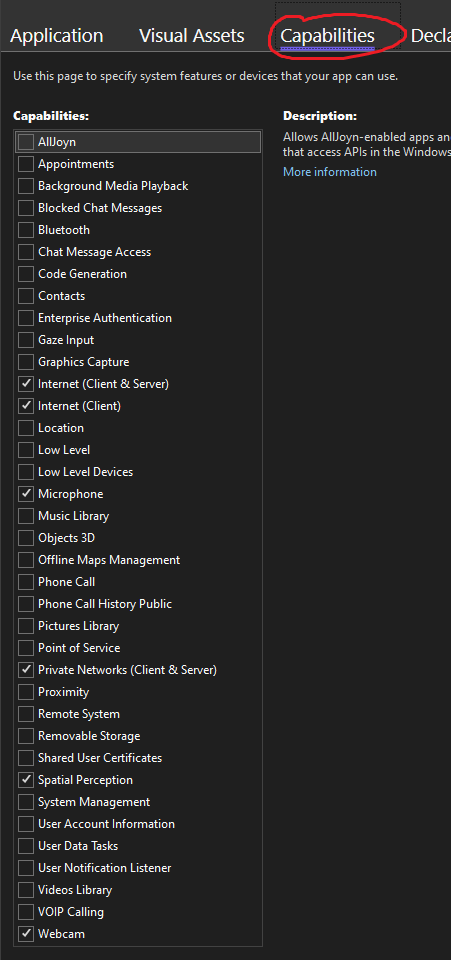 Application Visual Assets Capabilities Decla
Use this page to specify system features or devices that your app can use.
Capabilities:
AllJoyn
Appointments
Background Media Playback
Blocked Chat Messages
Bluetooth
Chat Message Access
Code Generation
Contacts
Enterprise Authentication
Gaze Input
Graphics Capture
Internet (Client & Server)
Internet (Client)
Location
Low Level
Low Level Devices
Microphone
Music Library
Objects 3D
Offline Maps Management
Phone Call
Phone Call History Public
Pictures Library
Point of Service
Private Networks (Client & Server)
Proximity
Remote System
Removable Storage
Shared User Certificates
Spatial Perception
System Management
User Account Information
User Data Tasks
User Notification Listener
Videos Library
VOIP Calling
Webcam
Description:
Allows AllJoyn-enabled apps an
that access APIs in the Windows
More information